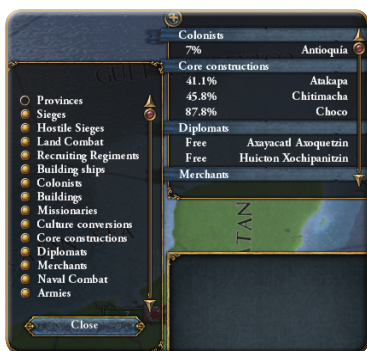 Colonists
7% Antioquía
Core constructions
41.1% Atakapa
45.8% Chitimacha
87.8% Choco
Diplomats
Free Axayacatl Axoquetzin
Free Huicton Xochipanitzin
Merchants
Provinces
Sieges
Hostile Sieges
Land Combat
Recruiting Regiments
Building ships
Colonists
Buildings
Missionaries
Culture conversions
Core constructions
Diplomats
Merchants
Naval Combat
Armies
Close
GUL
ATAN